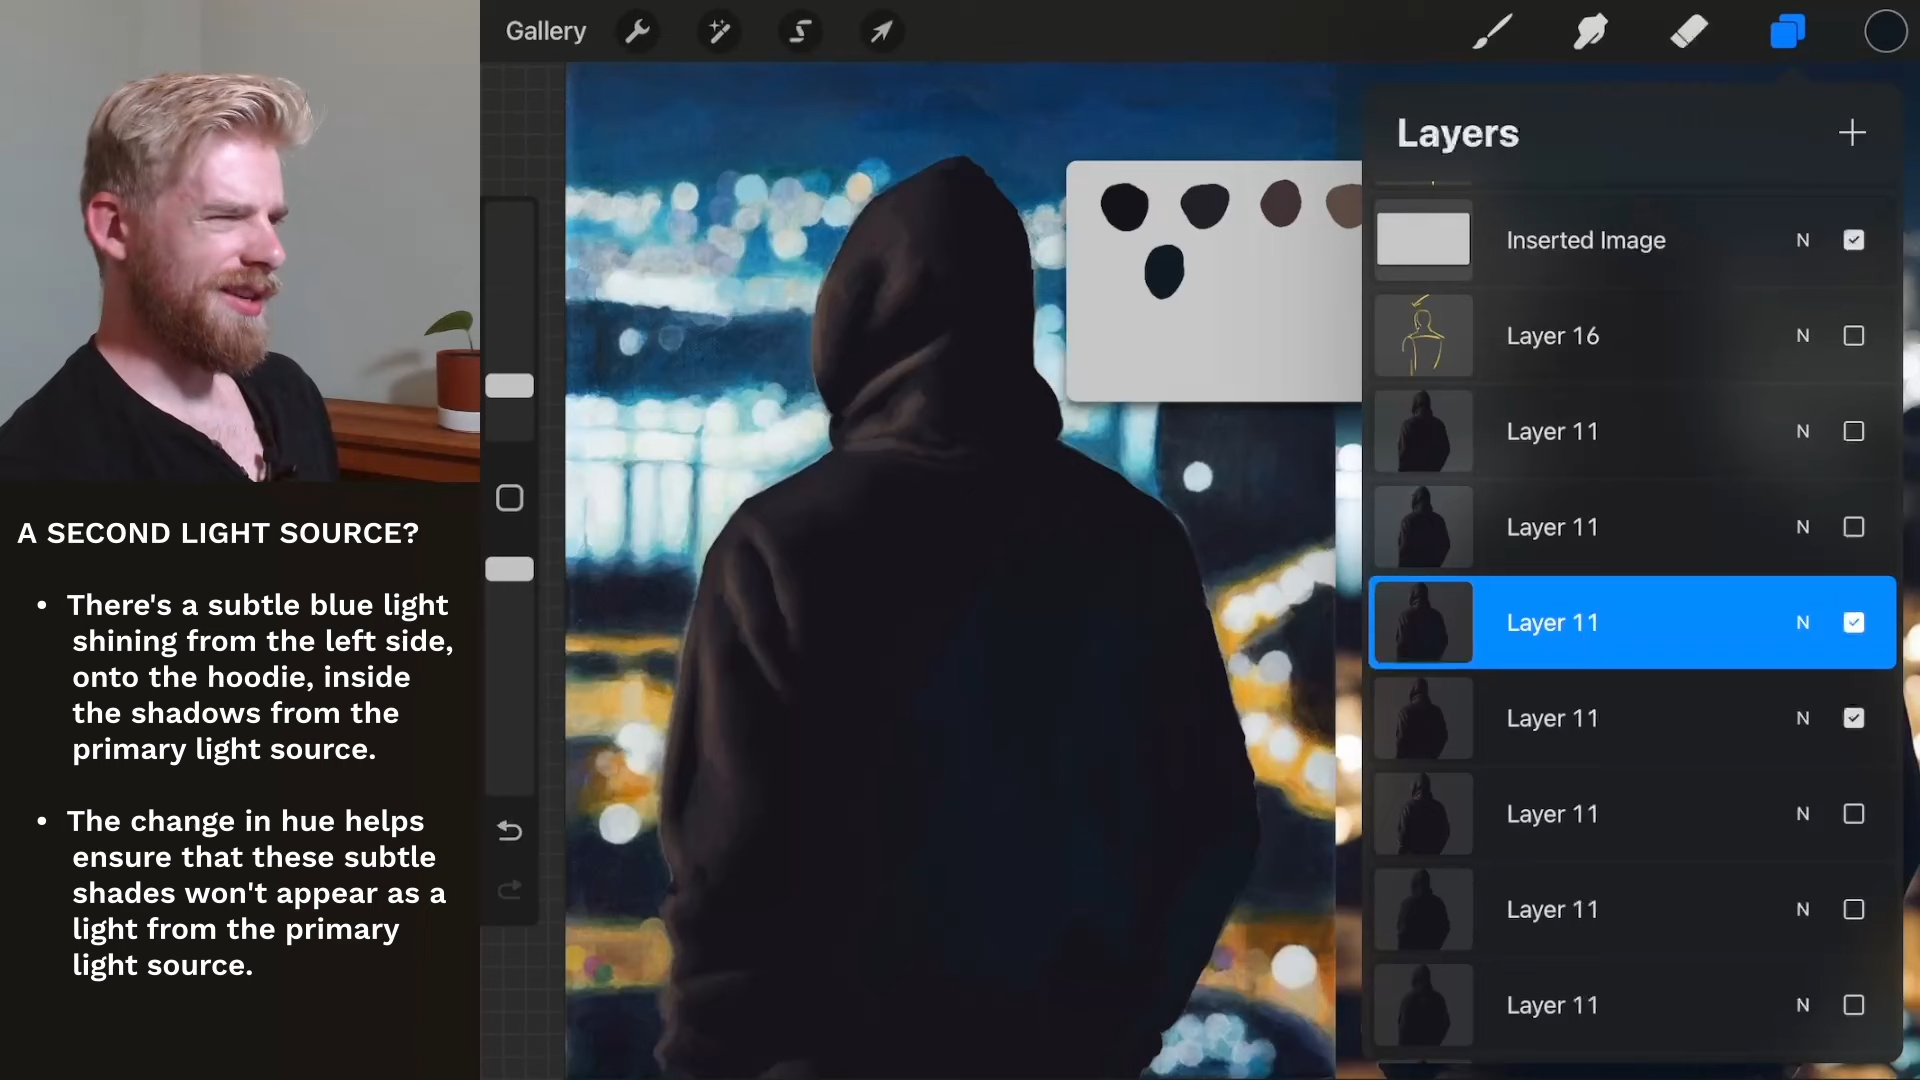 Gallery
Layers
Inserted Image N
Layer 16 N
Layer 11 N
Layer 11 N
Layer 11 N
Layer 11 N
Layer 11 N
Layer 11 N
Layer 11 N
A SECOND LIGHT SOURCE?
• There's a subtle blue light
shining from the left side,
onto the hoodie, inside
the shadows from the
primary light source.
• The change in hue helps
ensure that these subtle
shades won't appear as a
light from the primary
light source.